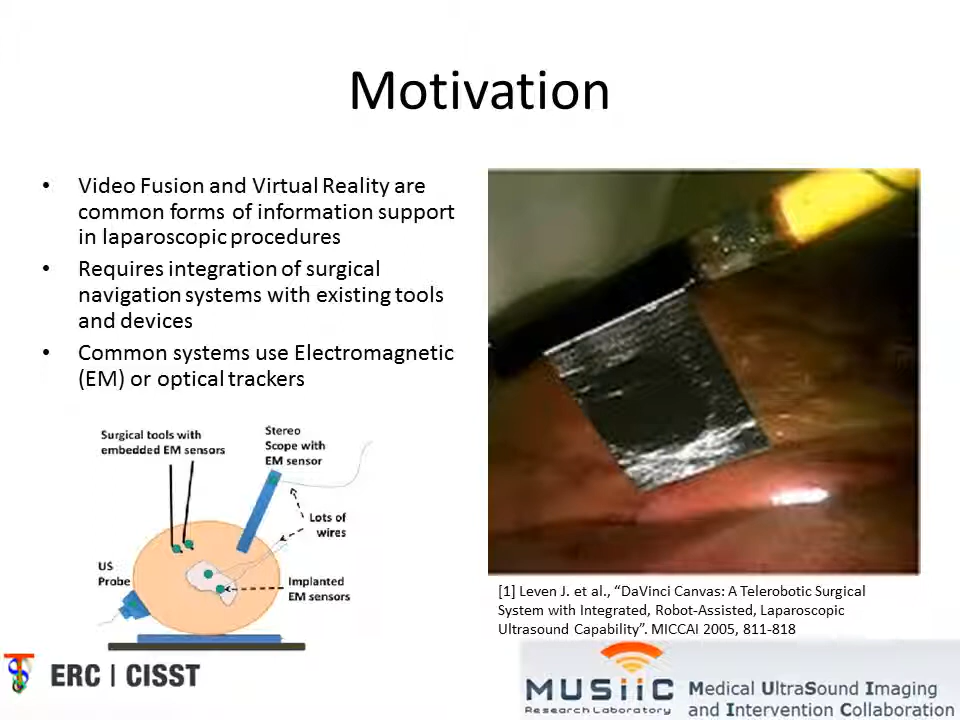 Motivation
• Video Fusion and Virtual Reality are
common forms of information support
in laparoscopic procedures
• Requires integration of surgical
navigation systems with existing tools
and devices
• Common systems use Electromagnetic
(EM) or optical trackers
Surgical tools with
embedded EM sensors
Stereo
Scope with
EM sensor
Lots of
wires
US
Probe
Implanted
EM sensors
[1] Leven J. et al., “DaVinci Canvas: A Telerobotic Surgical
System with Integrated, Robot-Assisted, Laparoscopic
Ultrasound Capability”. MICCAI 2005, 811-818
ERC | CISST
MUSiiC
Research Laboratory
Medical UltraSound Imaging
and Intervention Collaboration